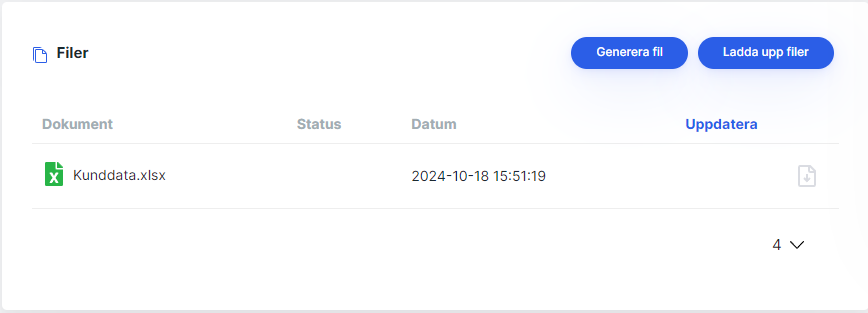 Filer
Generera fil
Ladda upp filer
Dokument Status Datum Uppdatera
Kunddata.xlsx 2024-10-18 15:51:19
4